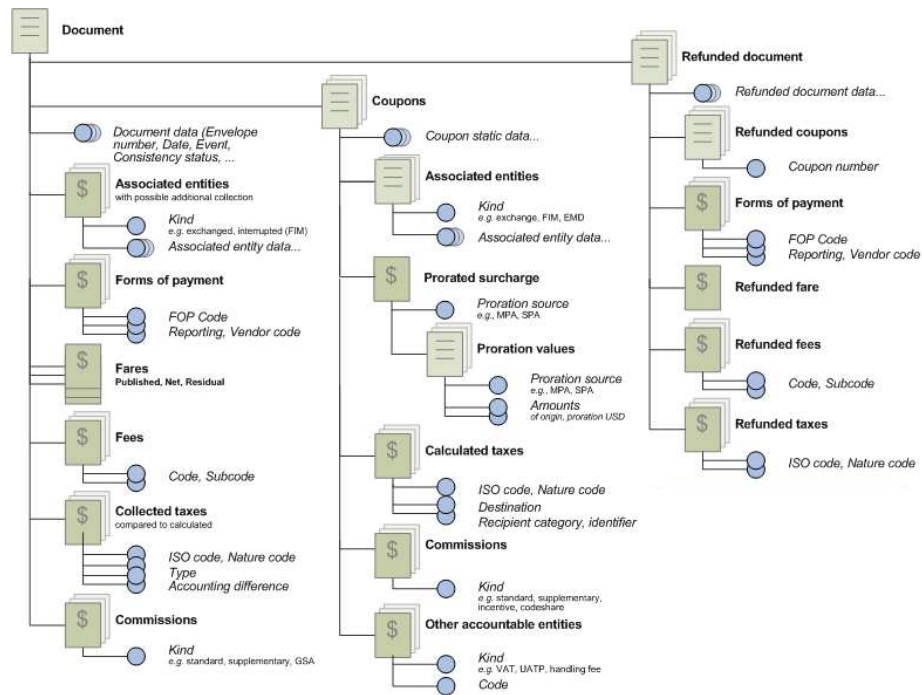 Document
Document data (Envelope
number, Date, Event,
Consistency status, ...
$
Associated entities
with possible additional collection
Kind
e.g. exchanged, interrupted (FIM)
Associated entity data...
$
Forms of payment
FOP Code
Reporting, Vendor code
$
Fares
Published, Net, Residual
$
Fees
Code, Subcode
$
Collected taxes
compared to calculated
ISO code, Nature code
Type
Accounting difference
$
Commissions
Kind
e.g. standard, supplementary, GSA
Coupons
Coupon static data...
Associated entities
Kind
e.g. exchange, FIM, EMD
Associated entity data...
$
Prorated surcharge
Proration source
e.g., MPA, SPA
Proration values
Proration source
e.g., MPA, SPA
Amounts
of origin, proration USD
$
Calculated taxes
ISO code, Nature code
Destination
Recipient category, identifier
$
Commissions
Kind
e.g. standard, supplementary,
incentive, codeshare
$
Other accountable entities
Kind
e.g. VAT, UATP, handling fee
Code
Refunded document
Refunded document data...
Refunded coupons
Coupon number
$
Forms of payment
FOP Code
Reporting, Vendor code
$
Refunded fare
$
Refunded fees
Code, Subcode
$
Refunded taxes
ISO code, Nature code